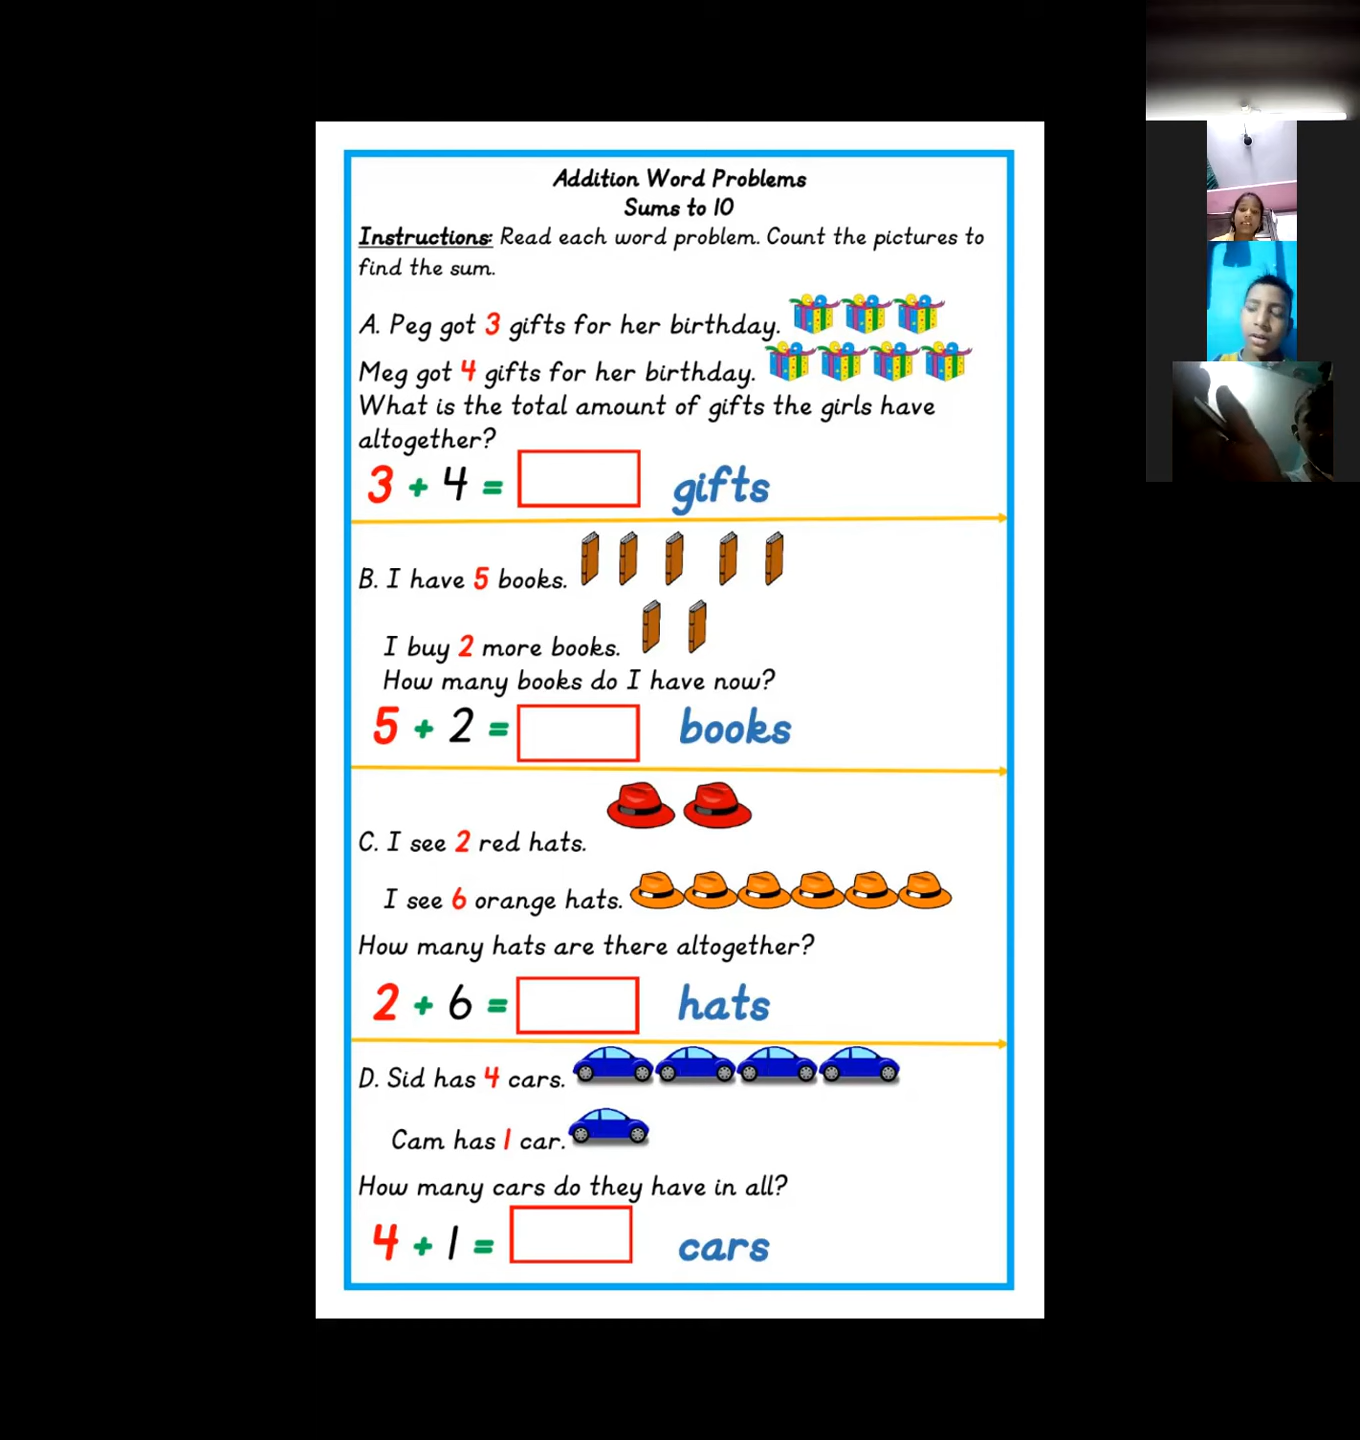 Addition Word Problems
Sums to 10
Instructions: Read each word problem. Count the pictures to
find the sum.
A. Peg got 3 gifts for her birthday.
Meg got 4 gifts for her birthday.
What is the total amount of gifts the girls have
altogether?
3 + 4 = gifts
B. I have 5 books.
I buy 2 more books.
How many books do I have now?
5 + 2 = books
C. I see 2 red hats.
I see 6 orange hats.
How many hats are there altogether?
2 + 6 = hats
D. Sid has 4 cars.
Cam has 1 car.
How many cars do they have in all?
4 + 1 = cars